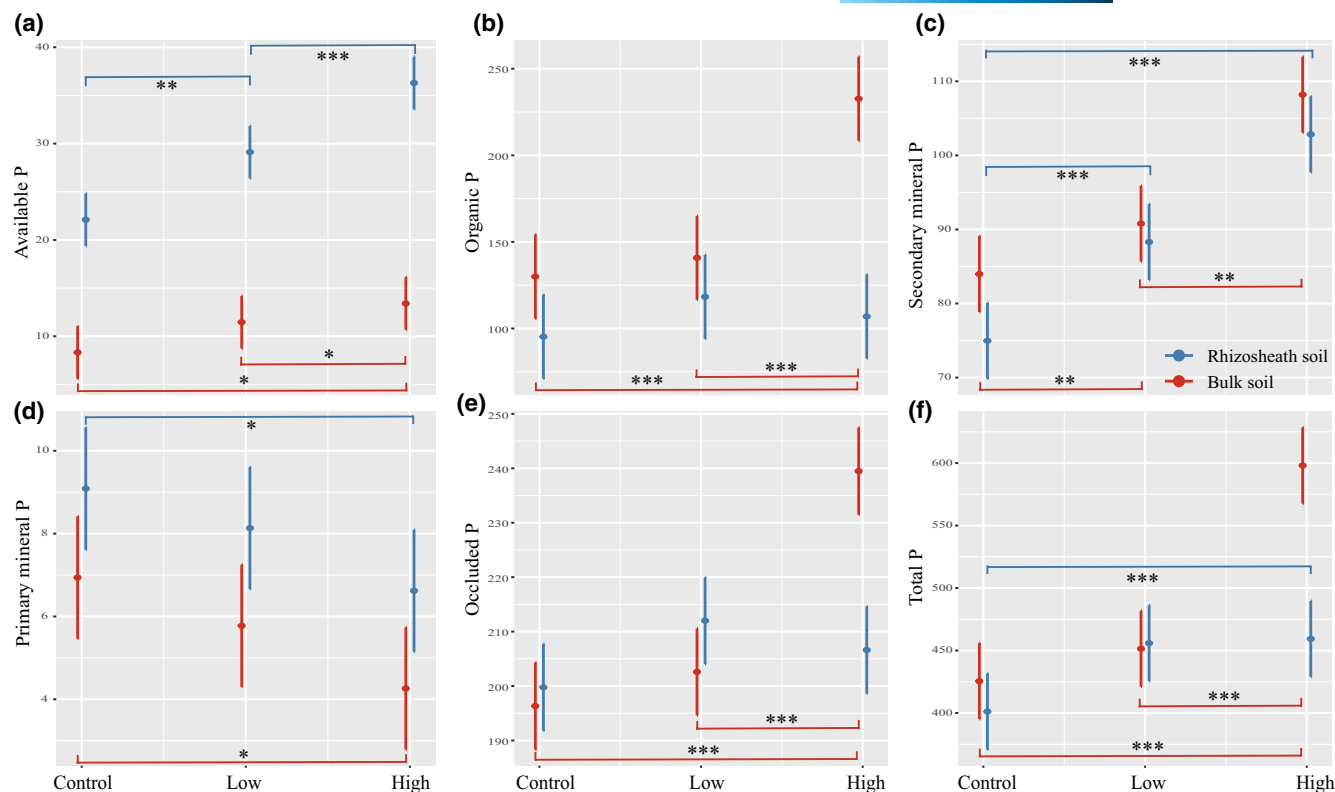 (a)
Available P
40
30
20
10
**
***
*
*
(b)
Organic P
250
200
150
100
***
***
(c)
Secondary mineral P
110
100
90
80
70
***
***
**
**
Rhizosheath soil
Bulk soil
(d)
Primary mineral P
10
8
6
4
*
*
Control Low High
(e)
Occluded P
250
240
230
220
210
200
190
***
***
Control Low High
(f)
Total P
600
550
500
450
400
***
***
***
Control Low High